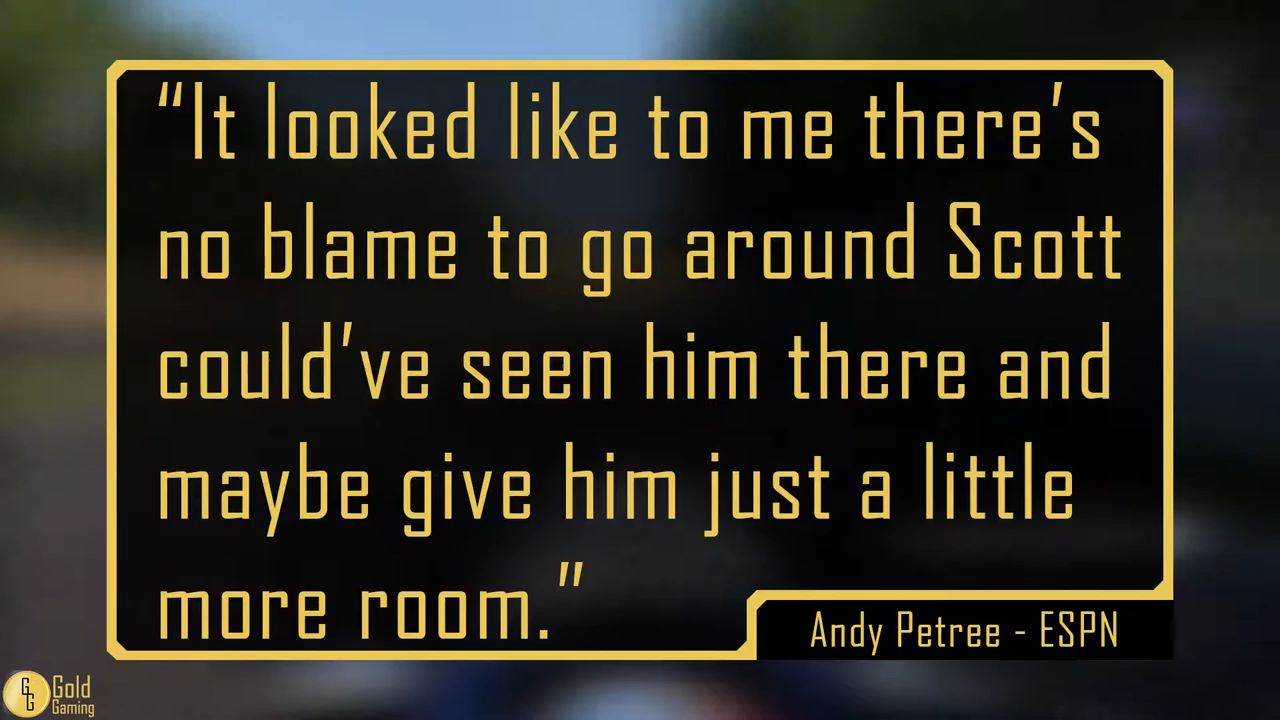 “It looked like to me there’s
no blame to go around Scott
could’ve seen him there and
maybe give him just a little
more room.”
Andy Petree - ESPN
GG
Gold
Gaming